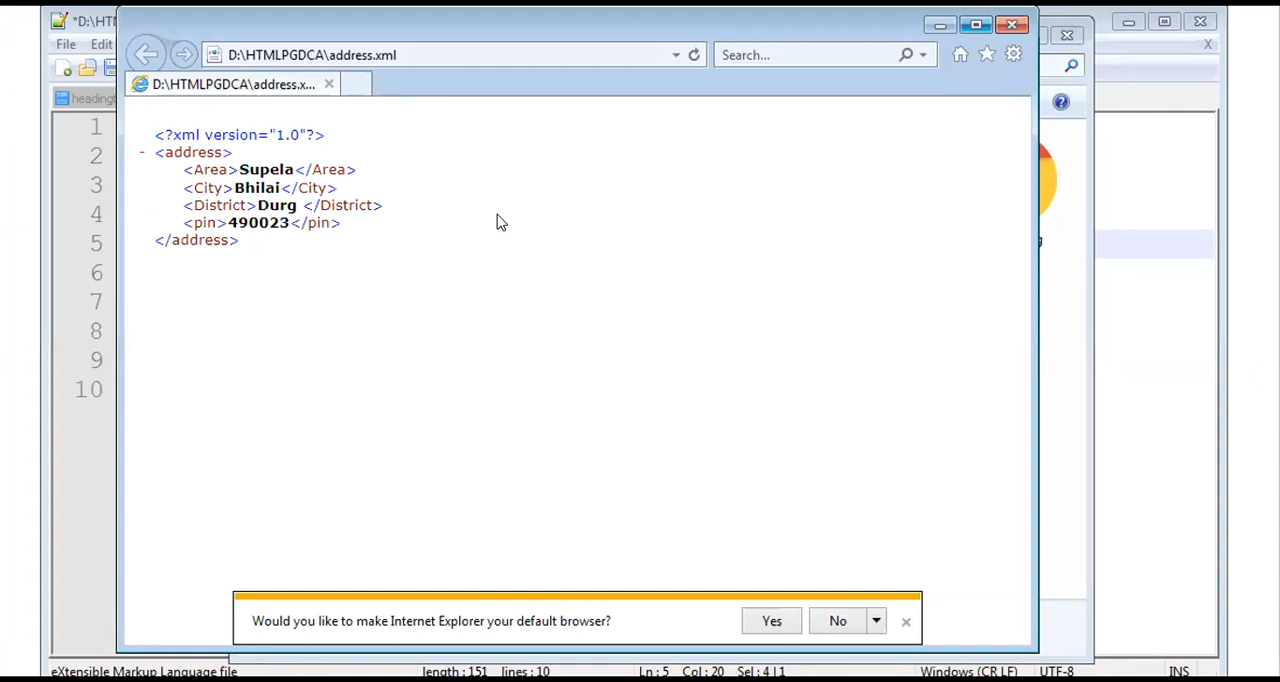 *D:\HTM
File Edit
D:\HTMLPGDCA\address.xml
Search...
D:\HTMLPGDCA\address.x...
heading
1
2
3
4
5
6
7
8
9
10
<?xml version="1.0"?>
- <address>
<Area>Supela</Area>
<City>Bhilai</City>
<District>Durg </District>
<pin>490023</pin>
</address>
Would you like to make Internet Explorer your default browser?
Yes
No
eXtensible Markup Language file length : 151 lines : 10 Ln : 5 Col : 20 Sel : 4 | 1 Windows (CR LF) UTF-8 INS